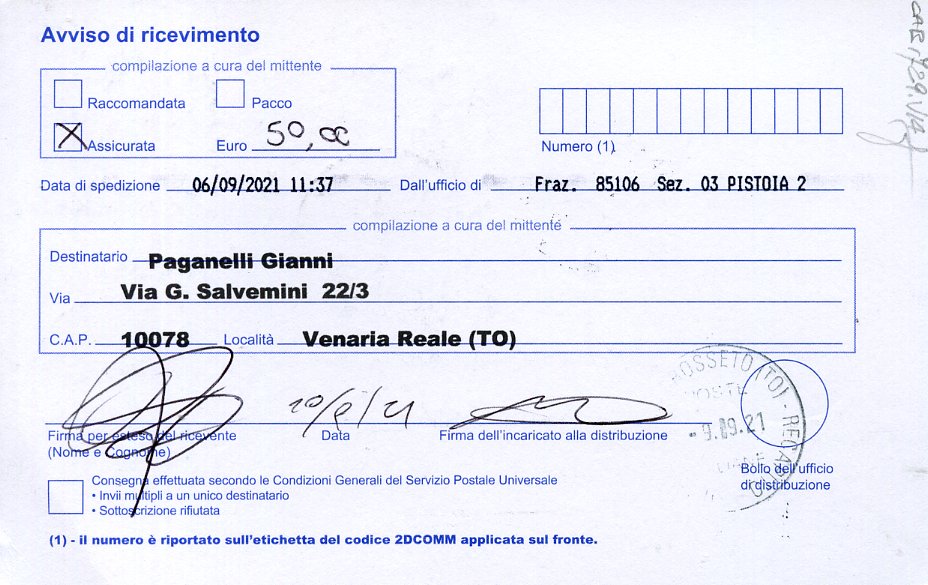 Avviso di ricevimento
compilazione a cura del mittente
Raccomandata Pacco
X Assicurata Euro 50,00
Numero (1)
Data di spedizione 06/09/2021 11:37 Dall'ufficio di Fraz. 85106 Sez. 03 PISTOIA 2
compilazione a cura del mittente
Destinatario Paganelli Gianni
Via Via G. Salvemini 22/3
C.A.P. 10078 Località Venaria Reale (TO)
Firma per esteso del ricevente
(Nome e Cognome)
Data
Firma dell'incaricato alla distribuzione
9.09.21
Bollo dell'ufficio
di distribuzione
Consegna effettuata secondo le Condizioni Generali del Servizio Postale Universale
• Invii multipli a un unico destinatario
• Sottoscrizione rifiutata
(1) - il numero è riportato sull'etichetta del codice 2DCOMM applicata sul fronte.